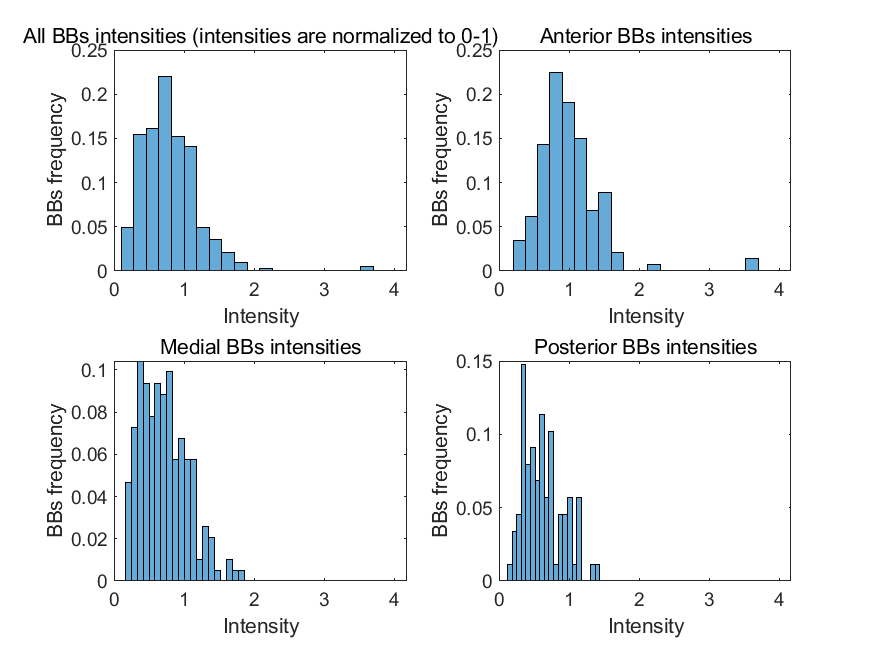 All BBs intensities (intensities are normalized to 0-1)
0.25
0.2
0.15
0.1
0.05
0
BBs frequency
0 1 2 3 4
Intensity
Anterior BBs intensities
0.25
0.2
0.15
0.1
0.05
0
BBs frequency
0 1 2 3 4
Intensity
Medial BBs intensities
0.1
0.08
0.06
0.04
0.02
0
BBs frequency
0 1 2 3 4
Intensity
Posterior BBs intensities
0.15
0.1
0.05
0
BBs frequency
0 1 2 3 4
Intensity